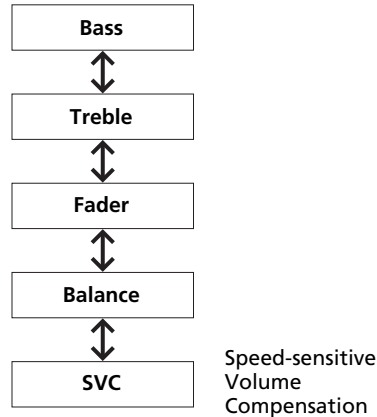 Bass
Treble
Fader
Balance
SVC
Speed-sensitive
Volume
Compensation